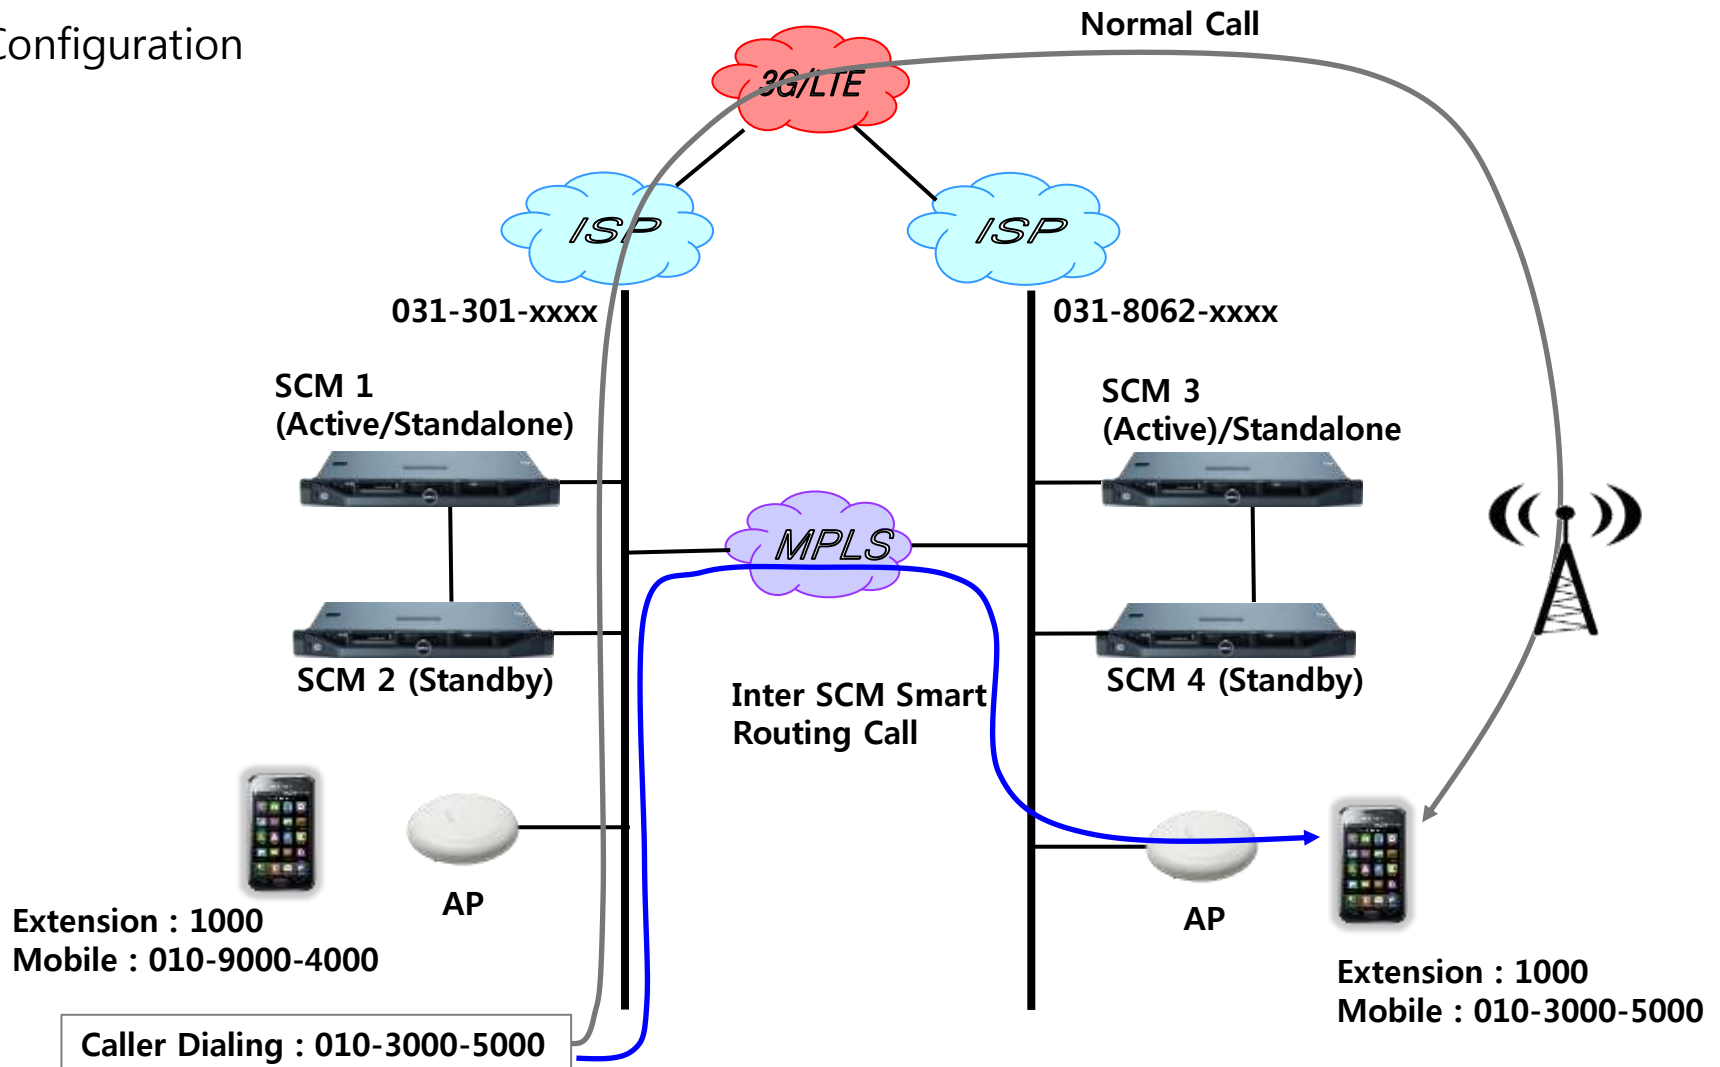 Configuration
Normal Call
3G/LTE
ISP
ISP
031-301-xxxx
031-8062-xxxx
SCM 1
(Active/Standalone)
SCM 3
(Active)/Standalone
MPLS
SCM 2 (Standby)
SCM 4 (Standby)
Inter SCM Smart
Routing Call
AP
AP
Extension : 1000
Mobile : 010-9000-4000
Extension : 1000
Mobile : 010-3000-5000
Caller Dialing : 010-3000-5000